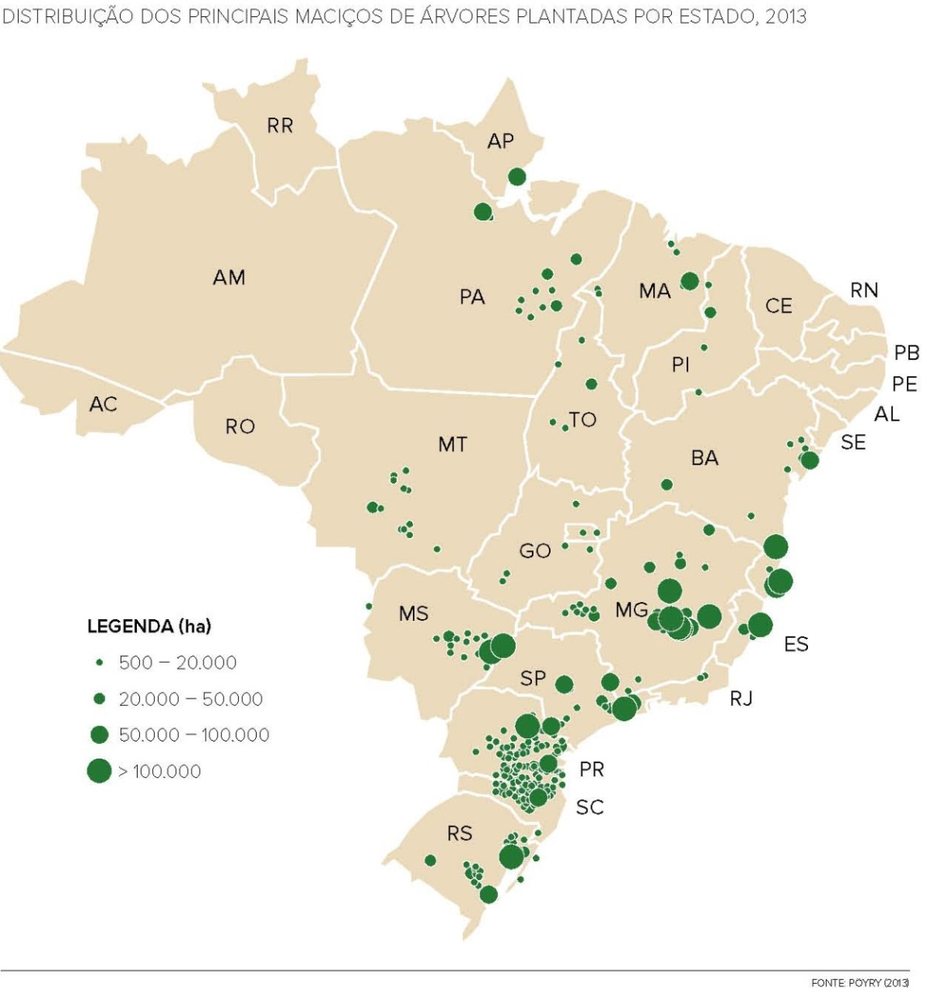 DISTRIBUIÇÃO DOS PRINCIPAIS MACIÇOS DE ÁRVORES PLANTADAS POR ESTADO, 2013
RR
AP
AM
PA
MA
CE
RN
PB
PI
PE
AC
AL
TO
RO
SE
MT
BA
GO
MS
MG
LEGENDA (ha)
ES
500 – 20.000
SP
20.000 – 50.000
RJ
50.000 – 100.000
PR
> 100.000
SC
RS
FONTE: PÖYRY (2013)